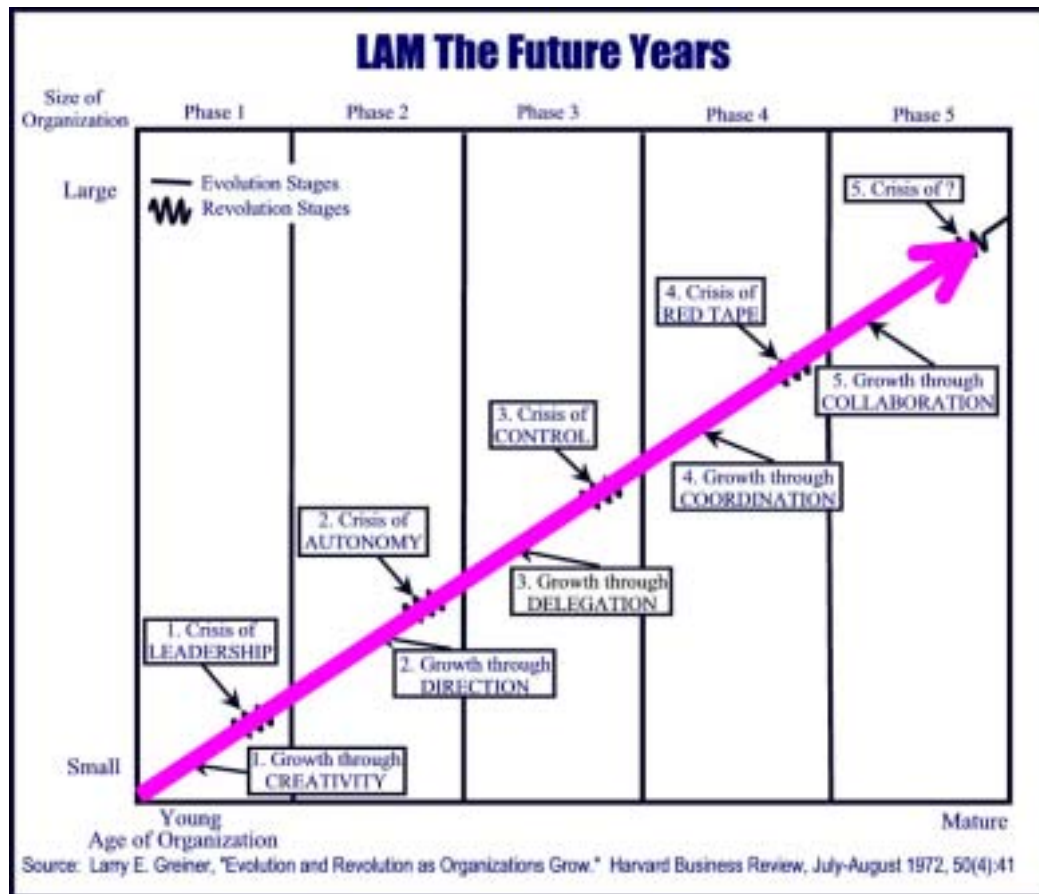 LAM The Future Years
Size of
Organization
Phase 1
Phase 2
Phase 3
Phase 4
Phase 5
Large
Evolution Stages
Revolution Stages
5. Crisis of ?
4. Crisis of
RED TAPE
5. Growth through
COLLABORATION
3. Crisis of
CONTROL
4. Growth through
COORDINATION
2. Crisis of
AUTONOMY
3. Growth through
DELEGATION
1. Crisis of
LEADERSHIP
2. Growth through
DIRECTION
1. Growth through
CREATIVITY
Small
Young
Mature
Age of Organization
Source: Larry E. Greiner, "Evolution and Revolution as Organizations Grow." Harvard Business Review, July-August 1972, 50(4):41